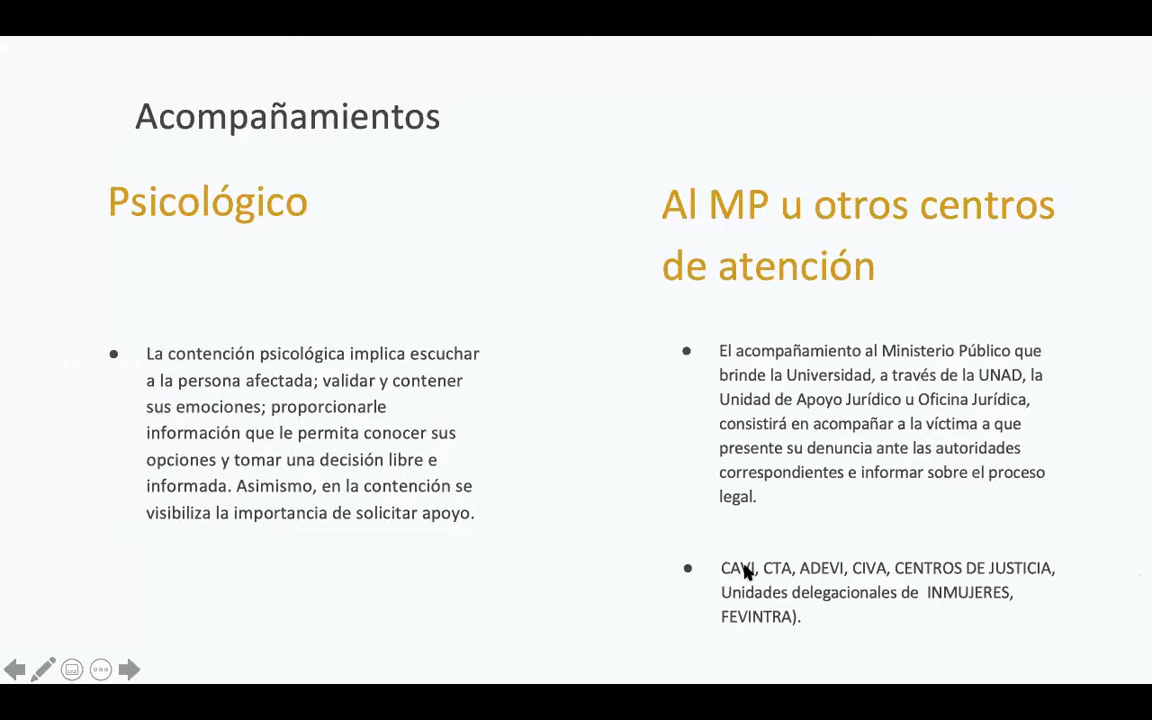 Acompañamientos
Psicológico
La contención psicológica implica escuchar
a la persona afectada; validar y contener
sus emociones; proporcionarle
información que le permita conocer sus
opciones y tomar una decisión libre e
informada. Asimismo, en la contención se
visibiliza la importancia de solicitar apoyo.
Al MP u otros centros
de atención
El acompañamiento al Ministerio Público que
brinde la Universidad, a través de la UNAD, la
Unidad de Apoyo Jurídico u Oficina Jurídica,
consistirá en acompañar a la víctima a que
presente su denuncia ante las autoridades
correspondientes e informar sobre el proceso
legal.
CAVI, CTA, ADEVI, CIVA, CENTROS DE JUSTICIA,
Unidades delegacionales de INMUJERES,
FEVINTRA).